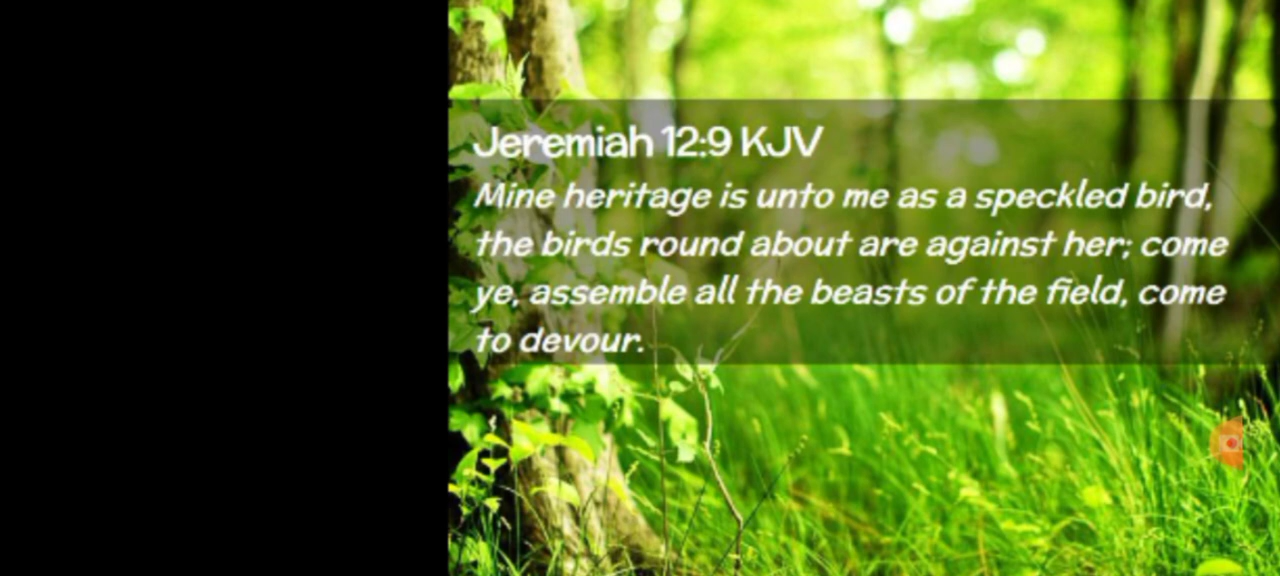 Jeremiah 12:9 KJV
Mine heritage is unto me as a speckled bird,
the birds round about are against her; come
ye, assemble all the beasts of the field, come
to devour.